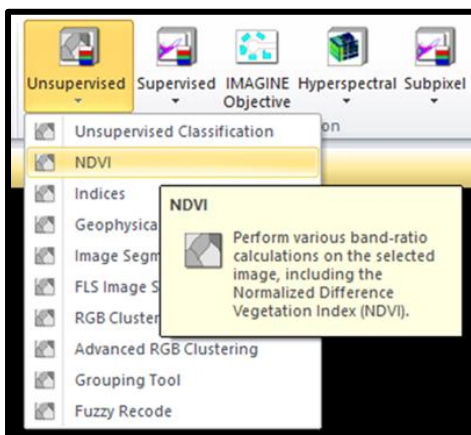 Unsupervised Supervised IMAGINE Hyperspectral Subpixel
Objective
on
Unsupervised Classification
NDVI
Indices
NDVI
Geophysica
Perform various band-ratio
Image Segm
calculations on the selected
image, including the
FLS Image S
Normalized Difference
RGB Cluster
Vegetation Index (NDVI).
Advanced RGB Clustering
Grouping Tool
Fuzzy Recode